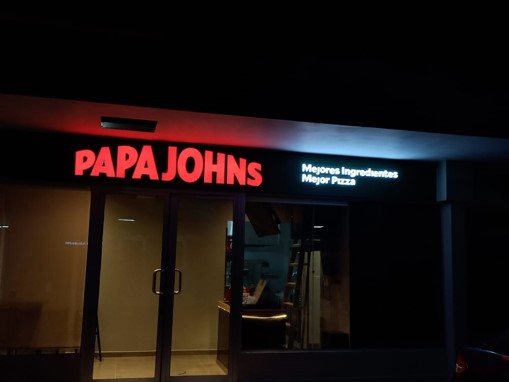 PAPA JOHNS
Mejores Ingredientes
Mejor Pizza